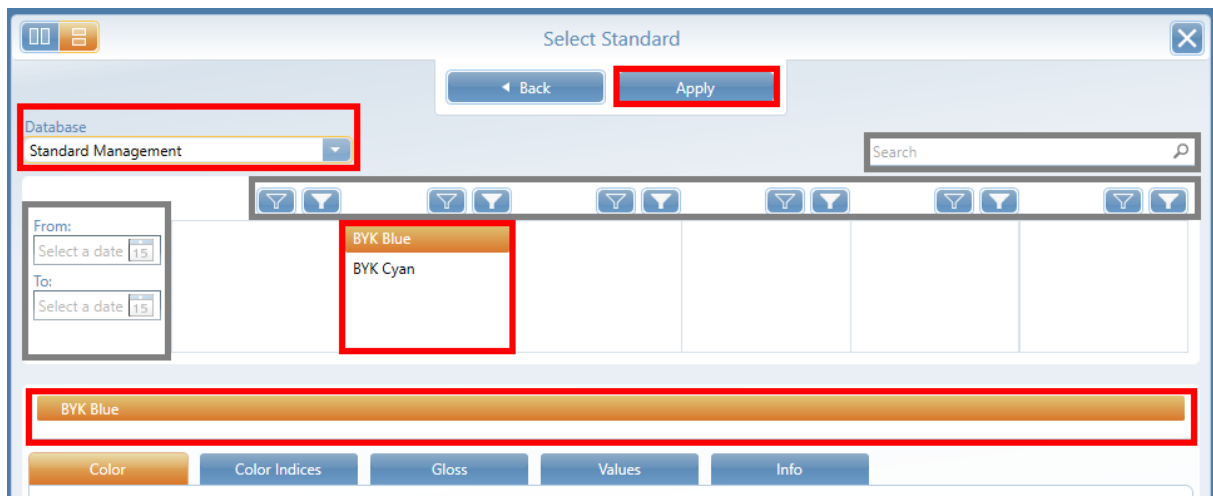 Select Standard
Back
Apply
Database
Standard Management
Search
From:
Select a date 15
To:
Select a date 15
BYK Blue
BYK Cyan
BYK Blue
Color
Color Indices
Gloss
Values
Info